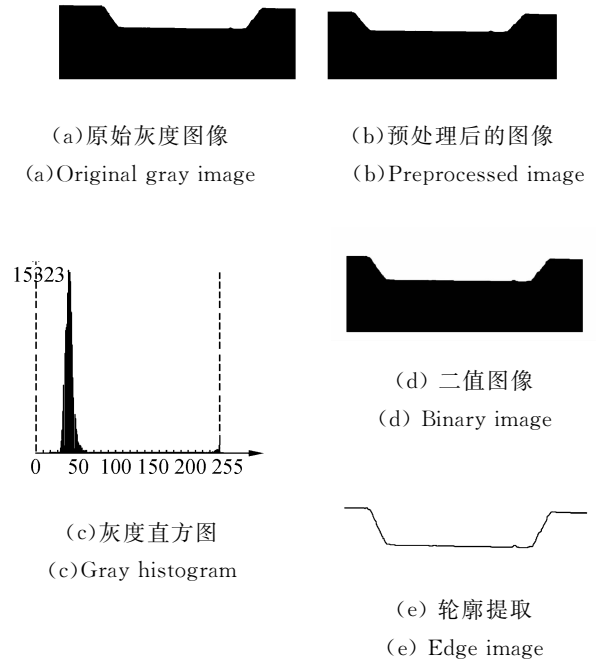 (a)原始灰度图像
(a)Original gray image
(b)预处理后的图像
(b)Preprocessed image
15323
0 50 100 150 200 255
(c)灰度直方图
(c)Gray histogram
(d) 二值图像
(d) Binary image
(e) 轮廓提取
(e) Edge image